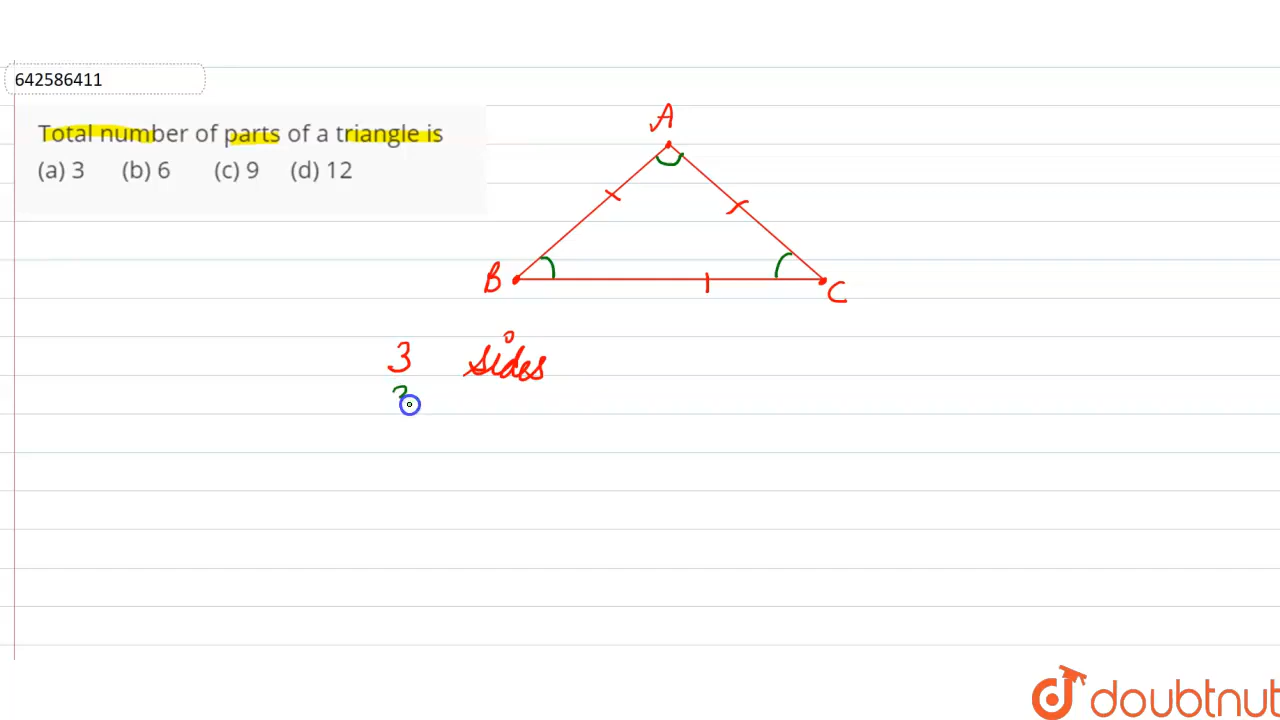 642586411
Total number of parts of a triangle is
(a) 3 (b) 6 (c) 9 (d) 12
A
B
C
3 sides
3
doubtnut